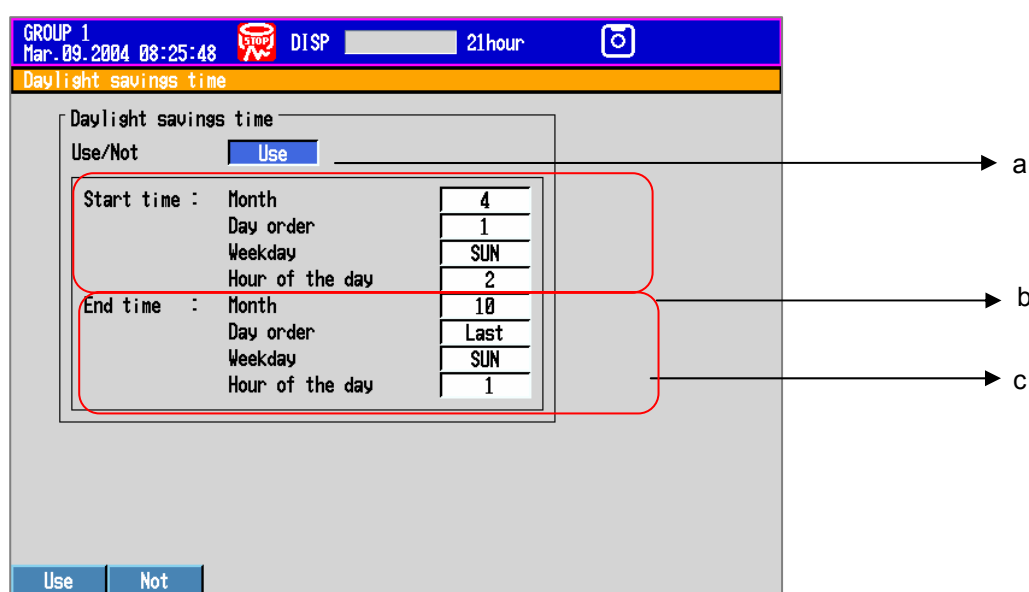 GROUP 1
Mar.09.2004 08:25:48 STOP DISP 21hour
Daylight savings time
Daylight savings time
Use/Not Use
a
Start time : Month 4
Day order 1
Weekday SUN
Hour of the day 2
b
End time : Month 10
Day order Last
Weekday SUN
Hour of the day 1
c
Use Not